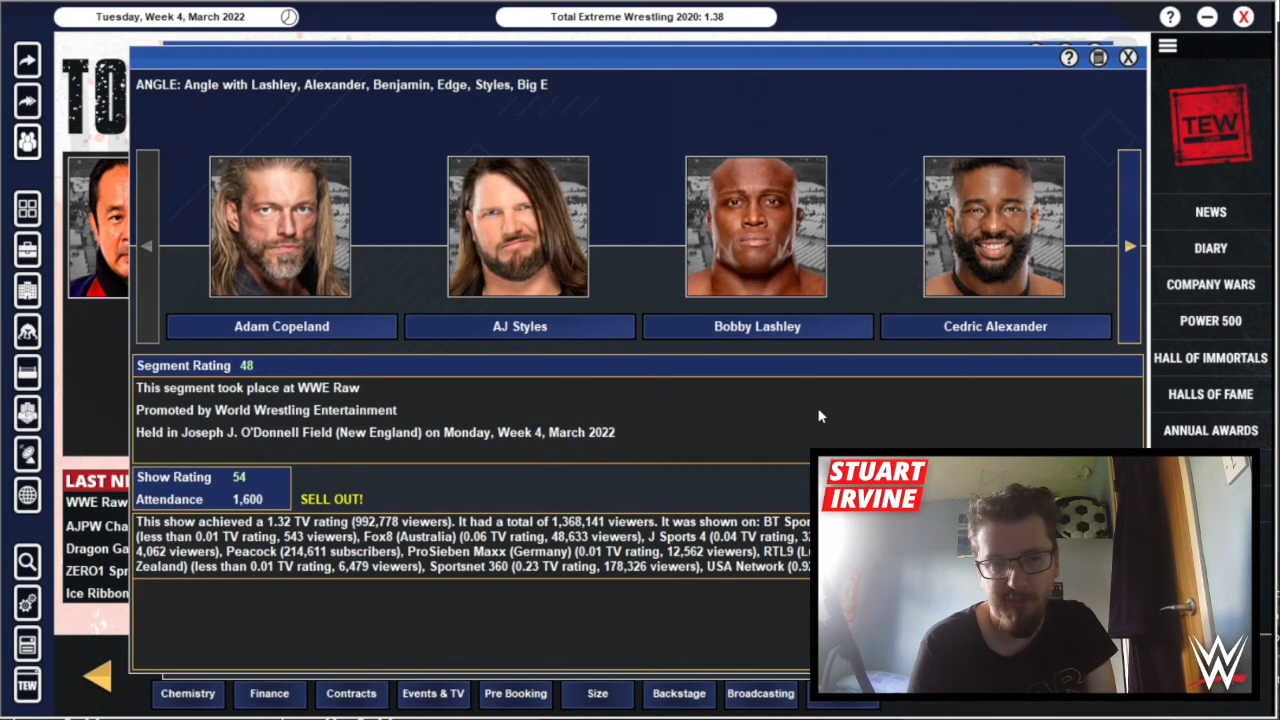 Tuesday, Week 4, March 2022
Total Extreme Wrestling 2020: 1.38
? X
? X
ANGLE: Angle with Lashley, Alexander, Benjamin, Edge, Styles, Big E
TO
TEW
Adam Copeland
AJ Styles
Bobby Lashley
Cedric Alexander
NEWS
DIARY
COMPANY WARS
POWER 500
HALL OF IMMORTALS
HALLS OF FAME
ANNUAL AWARDS
Segment Rating 48
This segment took place at WWE Raw
Promoted by World Wrestling Entertainment
Held in Joseph J. O'Donnell Field (New England) on Monday, Week 4, March 2022
Show Rating 54
Attendance 1,600
SELL OUT!
This show achieved a 1.32 TV rating (992,778 viewers). It had a total of 1,368,141 viewers. It was shown on: BT Spor
(less than 0.01 TV rating, 543 viewers), Fox8 (Australia) (0.06 TV rating, 48,633 viewers), J Sports 4 (0.04 TV rating, 32
4,062 viewers), Peacock (214,611 subscribers), ProSieben Maxx (Germany) (0.01 TV rating, 12,562 viewers), RTL9 (L
Zealand) (less than 0.01 TV rating, 6,479 viewers), Sportsnet 360 (0.23 TV rating, 178,326 viewers), USA Network (0.92
LAST NI
WWE Raw
AJPW Cha
Dragon Ga
ZERO1 Spr
Ice Ribbon
STUART
IRVINE
W
TEW
Chemistry
Finance
Contracts
Events & TV
Pre Booking
Size
Backstage
Broadcasting